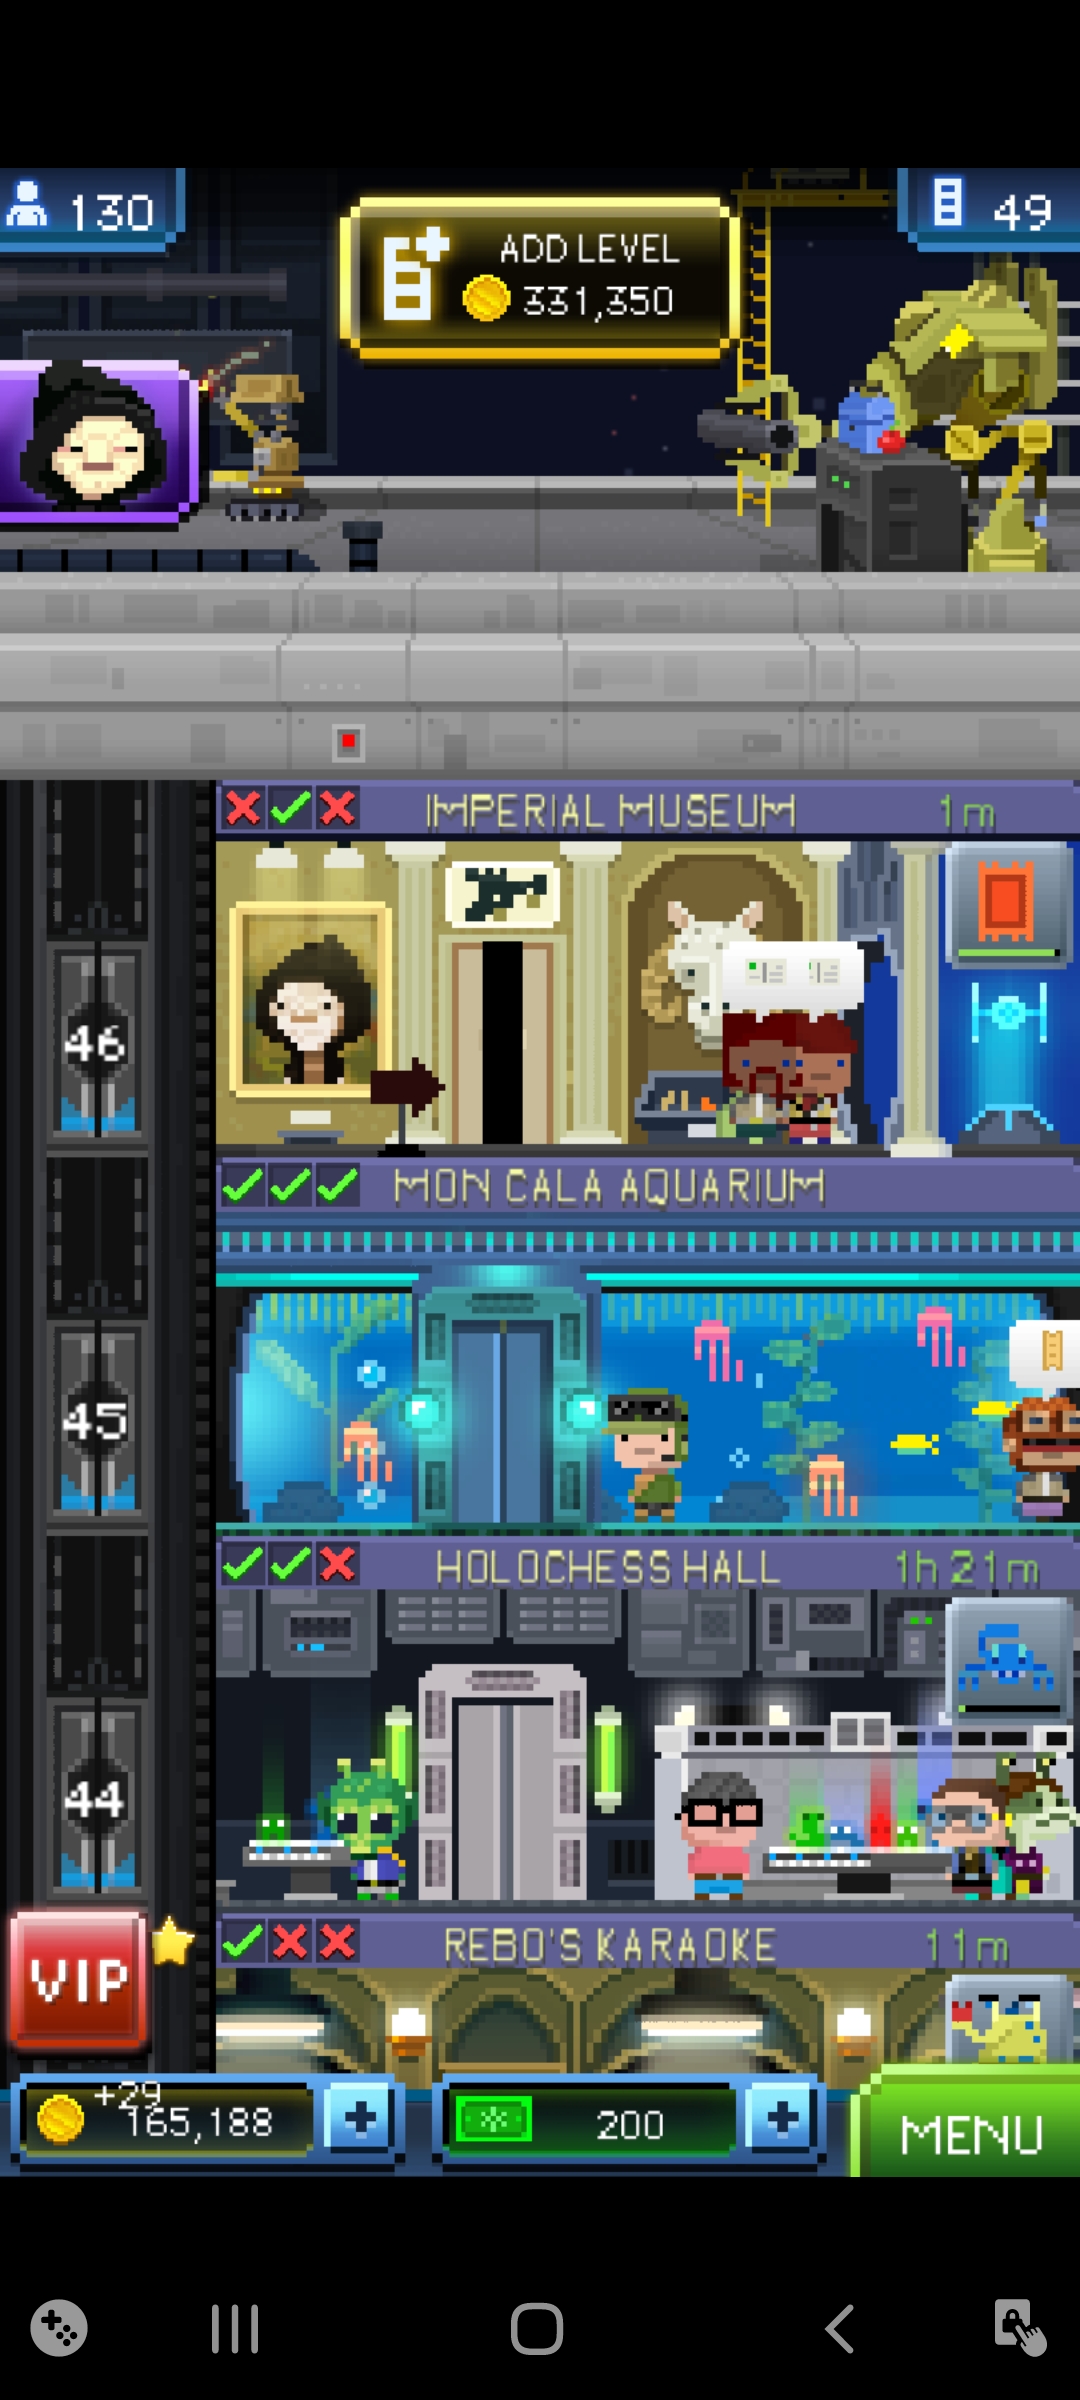 130
ADD LEVEL
331,350
49
IMPERIAL MUSEUM 1m
46
MON CALA AQUARIUM
45
HOLOCHESS HALL 1h 21m
44
REBO'S KARAOKE 11m
VIP
+29
165,188
200
MENU